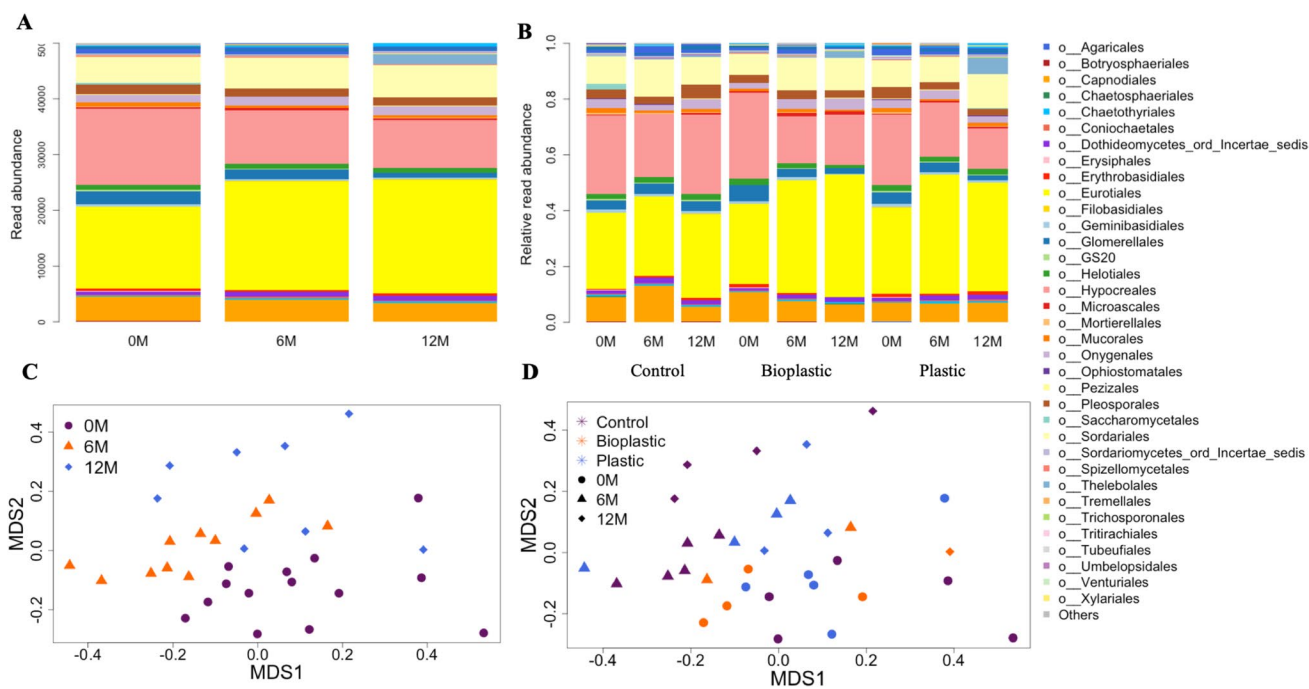 A
Read abundance
50
40000
30000
20000
10000
0
0M 6M 12M
B
Relative read abundance
1.0
0.8
0.6
0.4
0.2
0.0
0M 6M 12M 0M 6M 12M 0M 6M 12M
Control Bioplastic Plastic
o__Agaricales
o__Botryosphaeriales
o__Capnodiales
o__Chaetosphaeriales
o__Chaetothyriales
o__Coniochaetales
o__Dothideomycetes_ord_Incertae_sedis
o__Erysiphales
o__Erythrobasidiales
o__Eurotiales
o__Filobasidiales
o__Geminibasidiales
o__Glomerellales
o__GS20
o__Helotiales
o__Hypocreales
o__Microascales
o__Mortierellales
o__Mucorales
o__Onygenales
o__Ophiostomatales
o__Pezizales
o__Pleosporales
o__Saccharomycetales
o__Sordariales
o__Sordariomycetes_ord_Incertae_sedis
o__Spizellomycetales
o__Thelebolales
o__Tremellales
o__Trichosporonales
o__Tritirachiales
o__Tubeufiales
o__Umbelopsidales
o__Venturiales
o__Xylariales
Others
C
0M
6M
12M
MDS2
0.4
0.2
0.0
-0.2
-0.4 -0.2 0.0 0.2 0.4
MDS1
D
Control
Bioplastic
Plastic
0M
6M
12M
MDS2
0.4
0.2
0.0
-0.2
-0.4 -0.2 0.0 0.2 0.4
MDS1